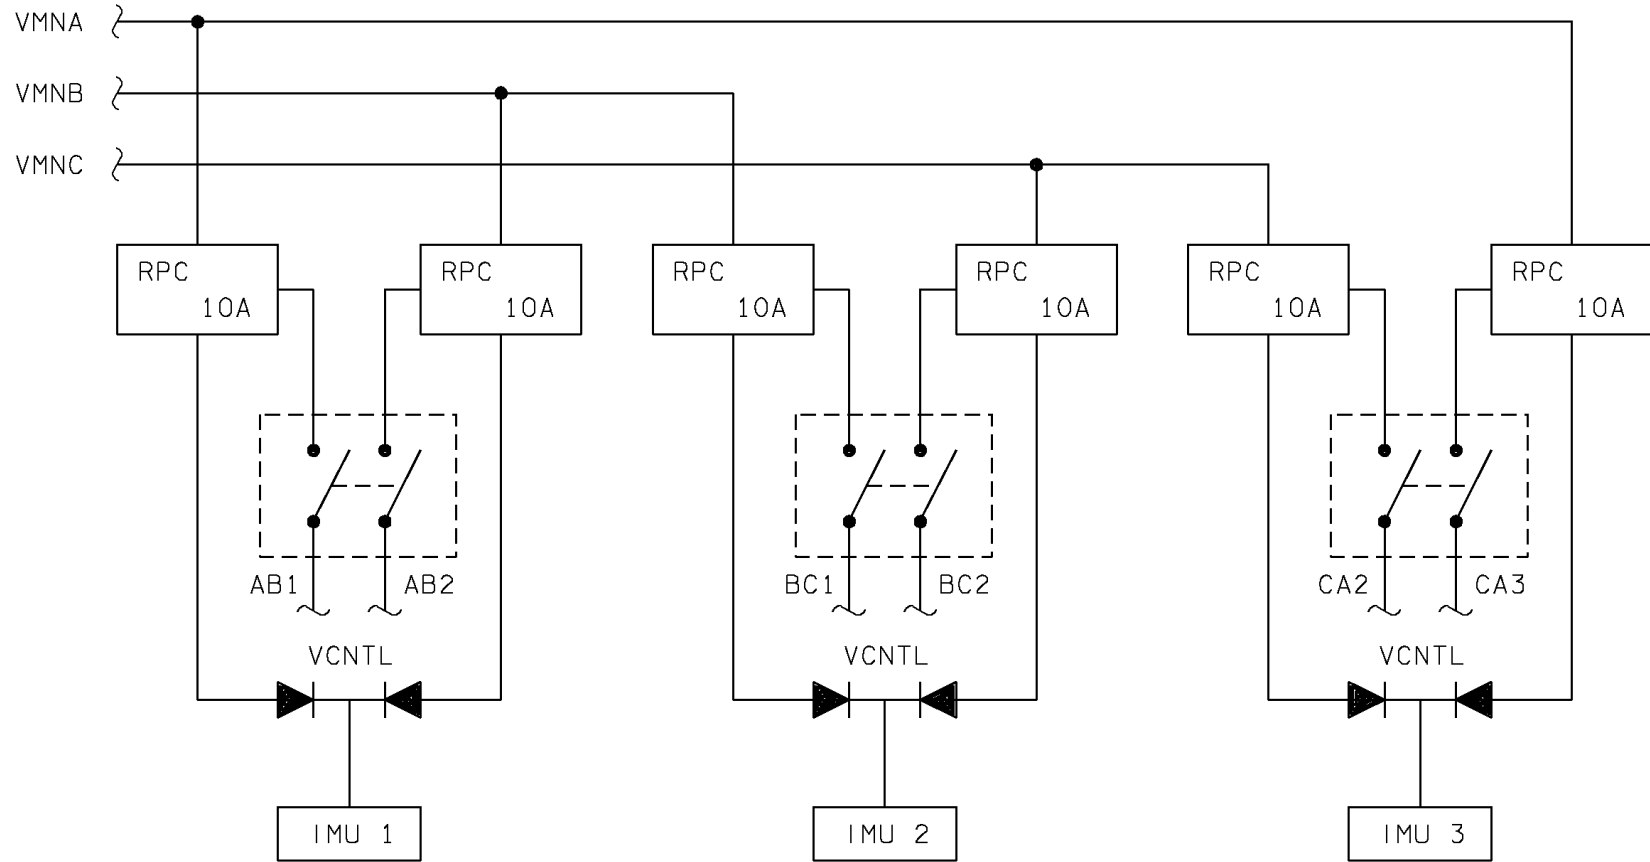 VMNA
VMNB
VMNC
RPC
10A
RPC
10A
RPC
10A
RPC
10A
RPC
10A
RPC
10A
AB1
AB2
BC1
BC2
CA2
CA3
VCNTL
VCNTL
VCNTL
IMU 1
IMU 2
IMU 3